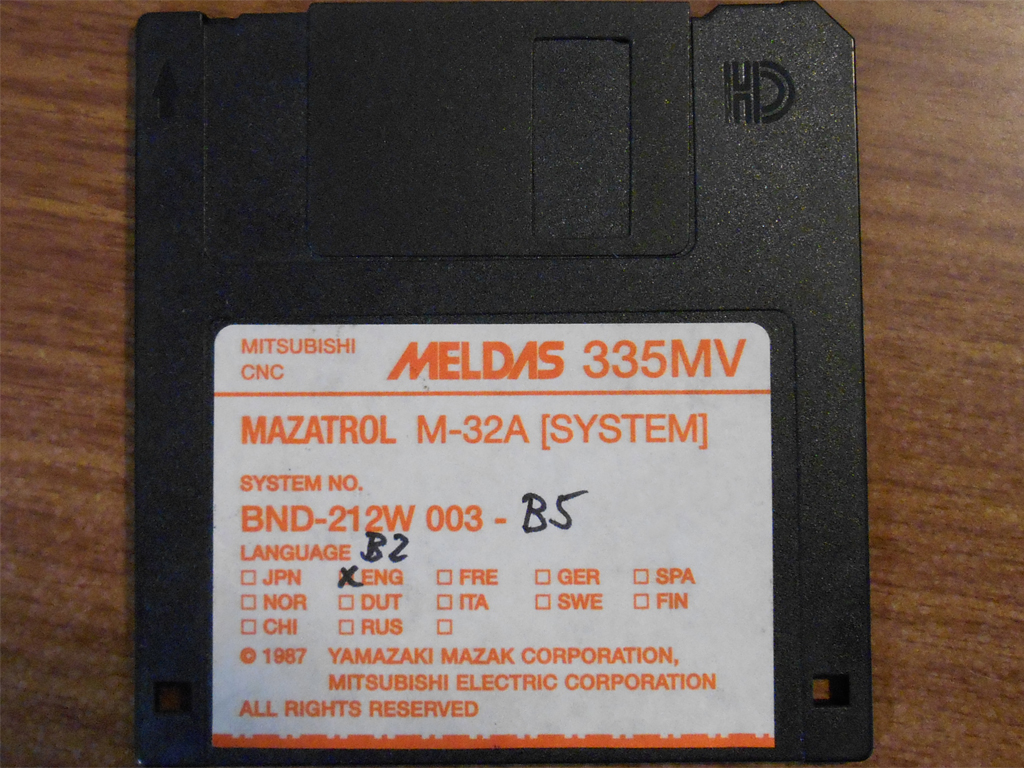 HD
MITSUBISHI
CNC
MELDAS 335MV
MAZATROL M-32A [SYSTEM]
SYSTEM NO.
BND-212W 003 - B5
LANGUAGE B2
☐ JPN x ENG ☐ FRE ☐ GER ☐ SPA
☐ NOR ☐ DUT ☐ ITA ☐ SWE ☐ FIN
☐ CHI ☐ RUS ☐
© 1987 YAMAZAKI MAZAK CORPORATION,
MITSUBISHI ELECTRIC CORPORATION
ALL RIGHTS RESERVED